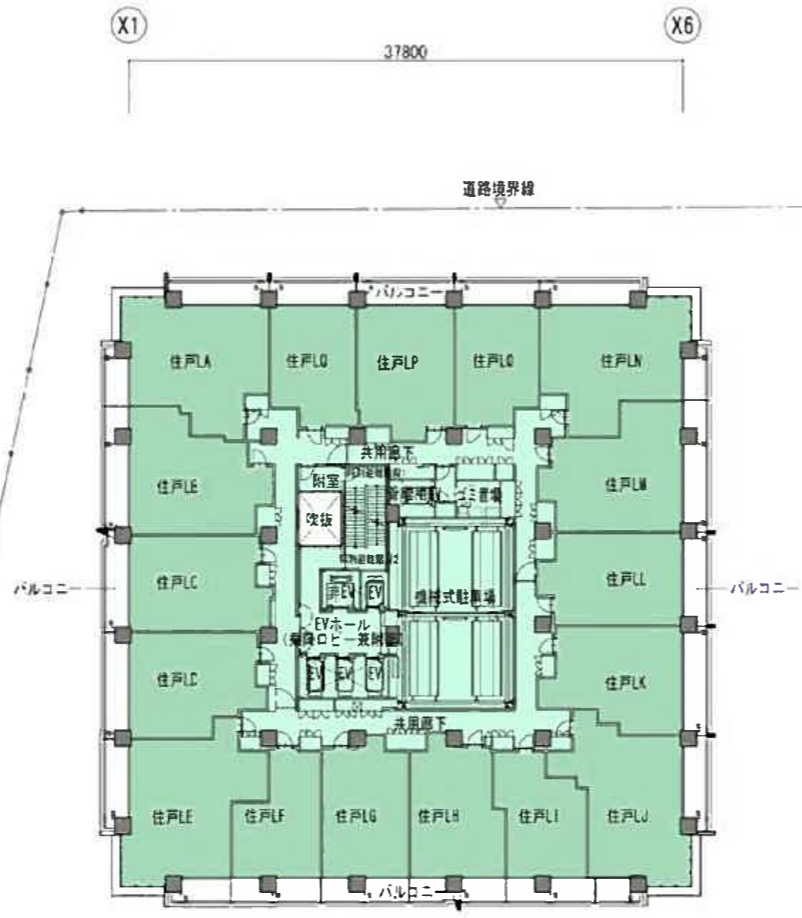 X1
X6
37800
道路境界線
バルコニー
住戸LA
住戸LQ
住戸LP
住戸LO
住戸LN
共用廊下
住戸LB
附室
ゴミ置場
住戸LM
吹抜
住戸LC
住戸LL
バルコニー
バルコニー
EV
EV
機械式駐車場
EVホール
住戸LD
EV
EV
EV
住戸LK
共用廊下
住戸LE
住戸LF
住戸LG
住戸LH
住戸LI
住戸LJ
バルコニー